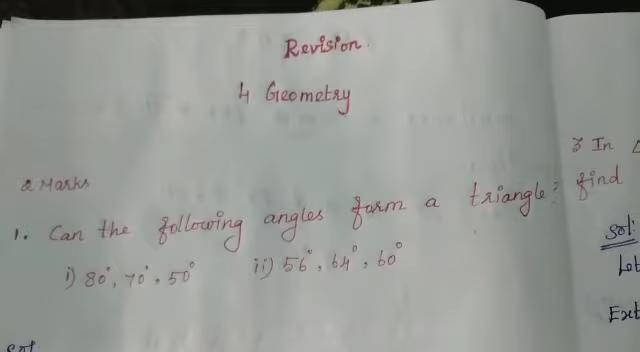 Revision.
4 Geometry
2 Marks
1. Can the following angles form a triangle?
i) 80°, 70°, 50° ii) 56°, 64°, 60°
Sol:
3 In
find
Sol:
Let
Ext